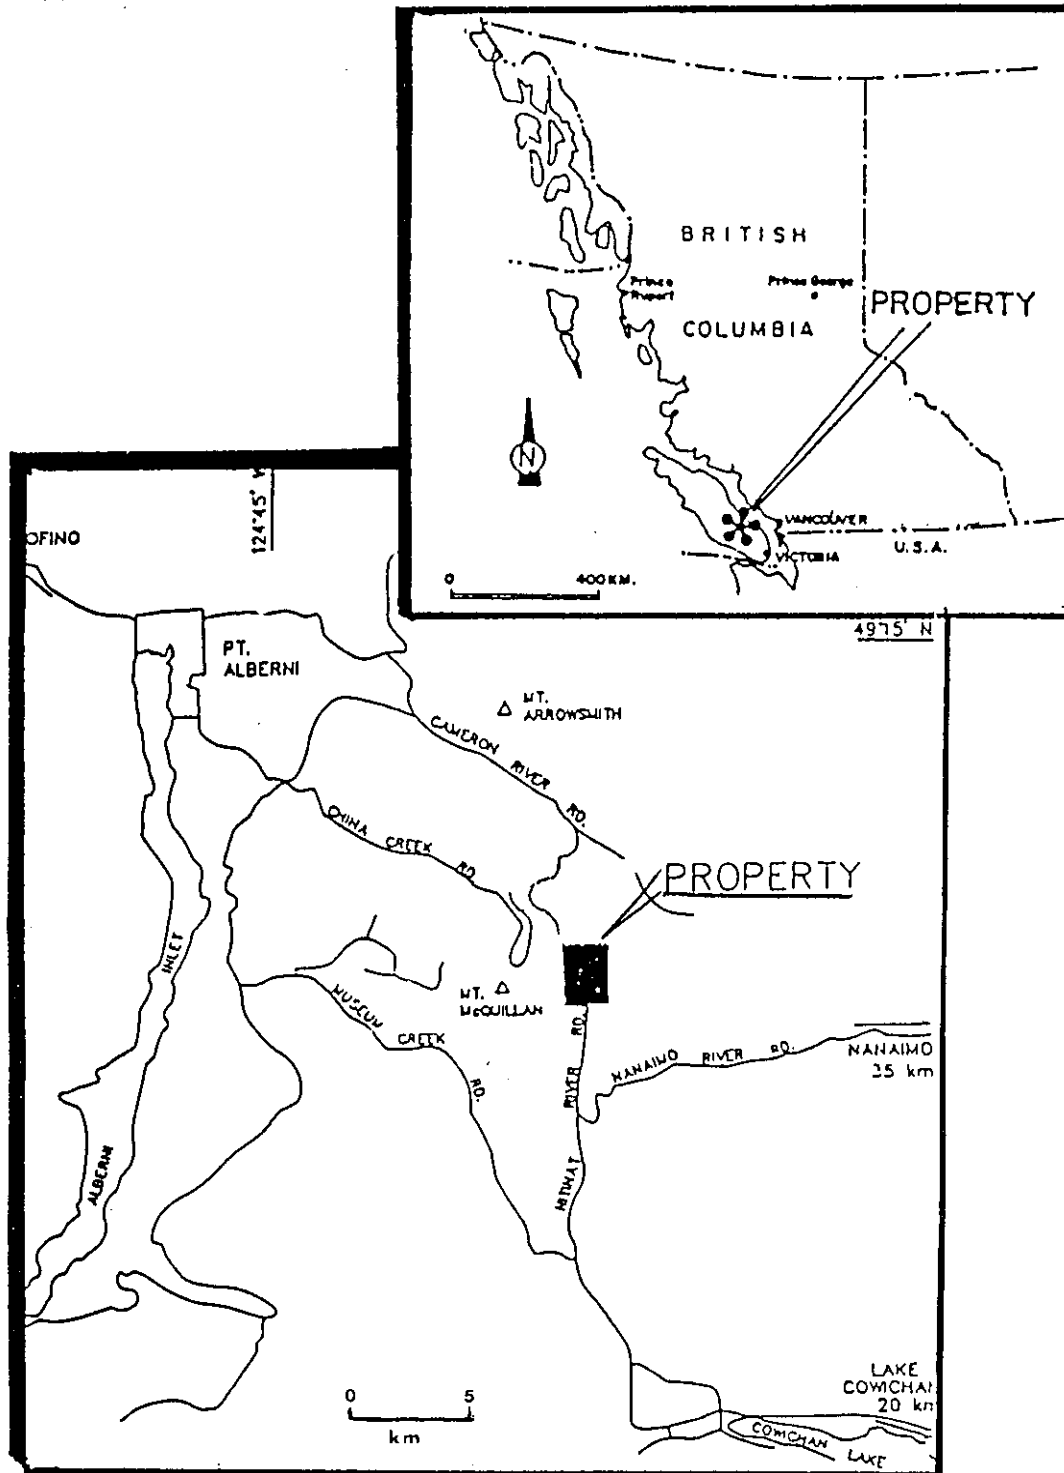 BRITISH
Prince
Rupert
Prince George
PROPERTY
COLUMBIA
N
VANCOUVER
VICTORIA
U.S.A.
0 400 KM.
OFINO
124°45' W
49°15' N
PT.
ALBERNI
MT.
ARROWSMITH
CAMERON RIVER RD.
CHINA CREEK RD
PROPERTY
INLET
ALBERNI
MT.
McQUILLAN
MUSEUM CREEK RD.
NITINAT RIVER RD.
NANAIMO RIVER RD.
NANAIMO
35 km
LAKE
COWICHAN
20 km
COWICHAN LAKE
0 5
km